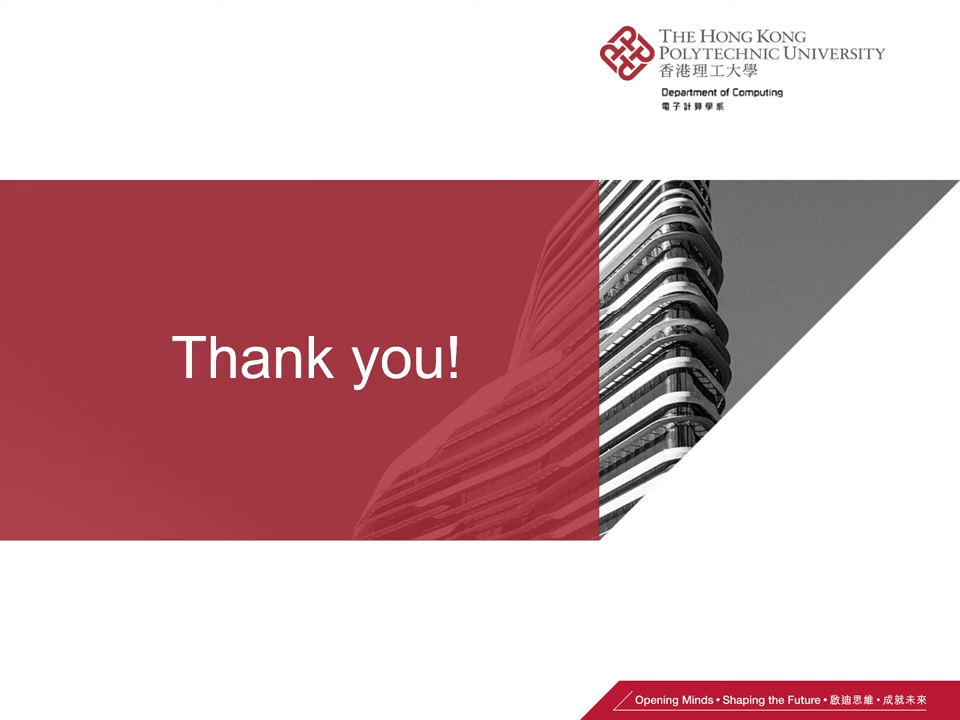 THE HONG KONG
POLYTECHNIC UNIVERSITY
香港理工大學
Department of Computing
電子計算學系
Thank you!
Opening Minds • Shaping the Future • 啟迪思維 • 成就未來